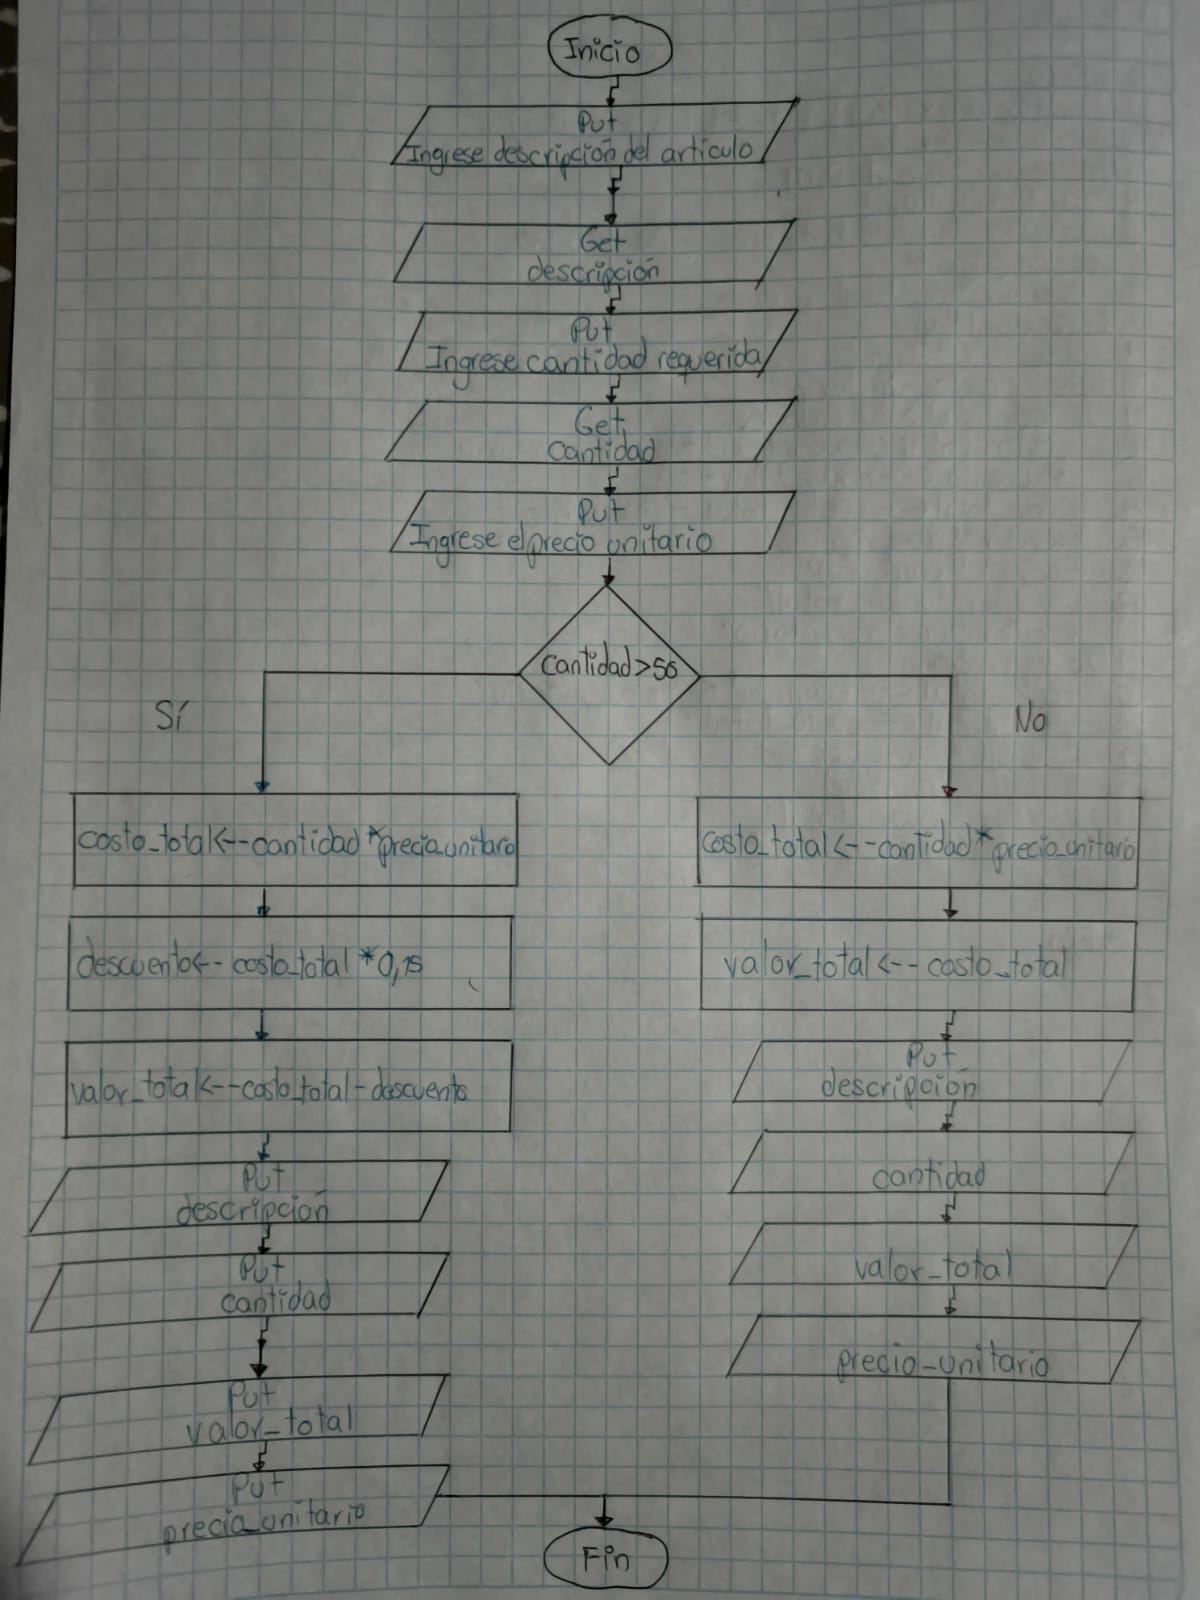 Inicio
Put
Ingrese descripción del artículo
Get
descripción
Put
Ingrese cantidad requerida
Get
Cantidad
Put
Ingrese el precio unitario
Cantidad>50
Sí
No
costo_total<--cantidad*precio_unitario
descuento<--costo_total*0,15
valor_total<--costo_total-descuento
Put
descripción
Put
cantidad
Put
valor_total
Put
precio_unitario
costo_total<--cantidad*precio_unitario
valor_total<--costo_total
Put
descripción
cantidad
valor_total
precio_unitario
Fin